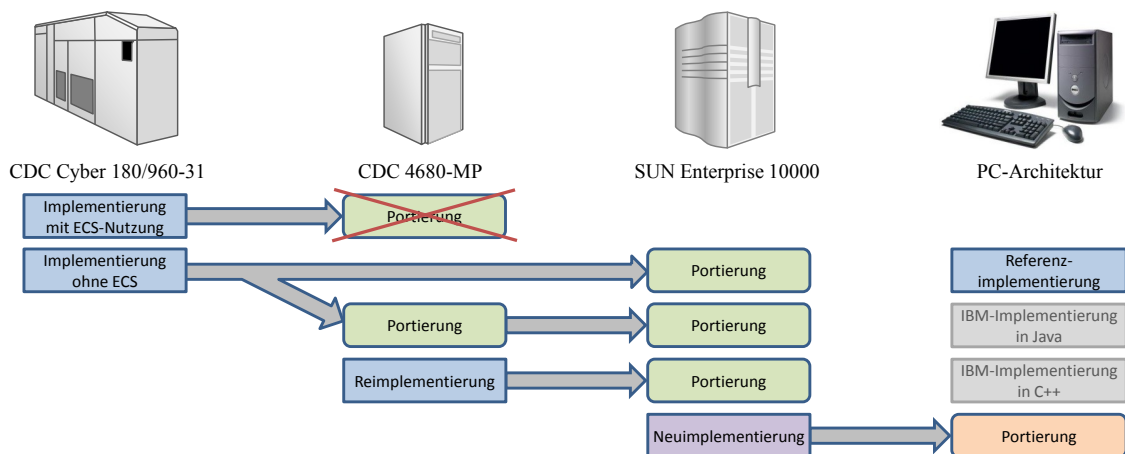 CDC Cyber 180/960-31
CDC 4680-MP
SUN Enterprise 10000
PC-Architektur
Implementierung
mit ECS-Nutzung
Portierung
Implementierung
ohne ECS
Portierung
Referenz-
implementierung
Portierung
Portierung
IBM-Implementierung
in Java
Reimplementierung
Portierung
IBM-Implementierung
in C++
Neuimplementierung
Portierung